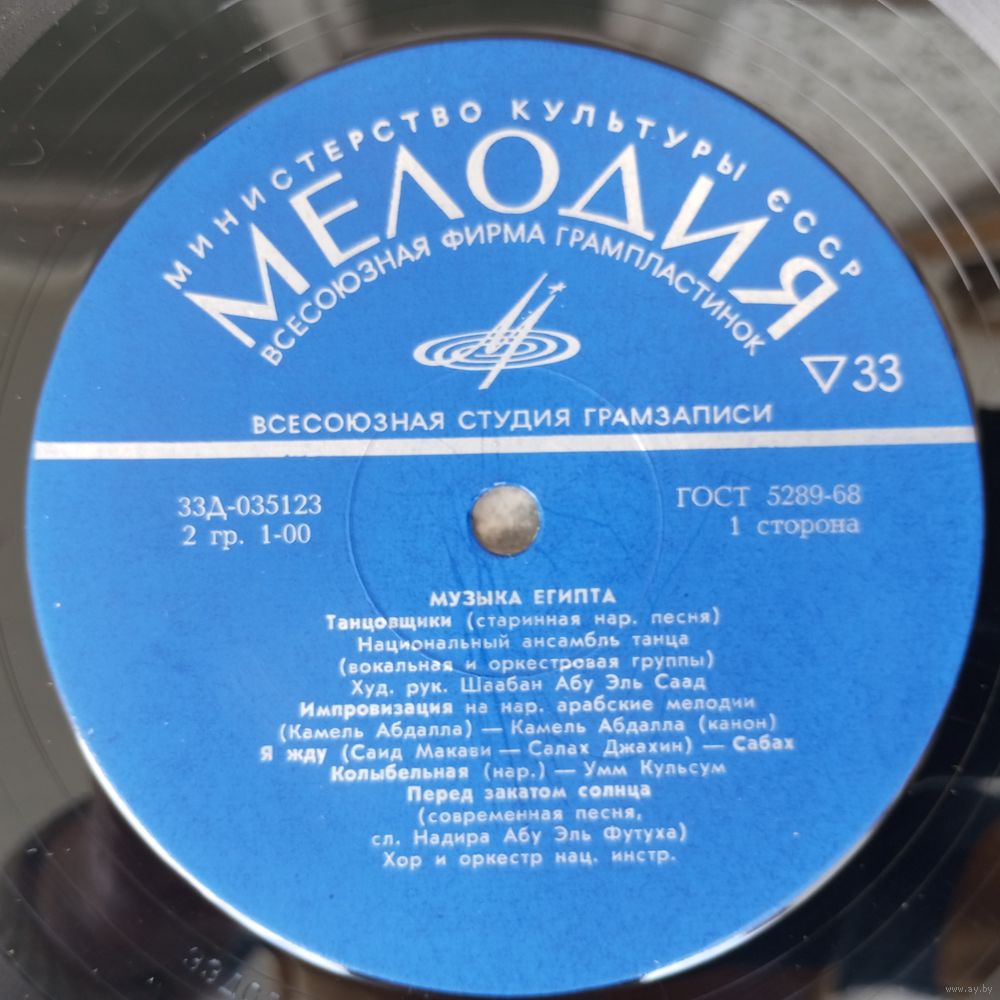 МИНИСТЕРСТВО КУЛЬТУРЫ СССР
МЕЛОДИЯ
ВСЕСОЮЗНАЯ ФИРМА ГРАМПЛАСТИНОК
▽33
ВСЕСОЮЗНАЯ СТУДИЯ ГРАМЗАПИСИ
33Д-035123
2 гр. 1-00
ГОСТ 5289-68
1 сторона
МУЗЫКА ЕГИПТА
Танцовщики (старинная нар. песня)
Национальный ансамбль танца
(вокальная и оркестровая группы)
Худ. рук. Шаабан Абу Эль Саад
Импровизация на нар. арабские мелодии
(Камель Абдалла) — Камель Абдалла (канон)
Я жду (Саид Макави — Салах Джахин) — Сабах
Колыбельная (нар.) — Умм Кульсум
Перед закатом солнца
(современная песня,
сл. Надира Абу Эль Футуха)
Хор и оркестр нац. инстр.
www.ay.by